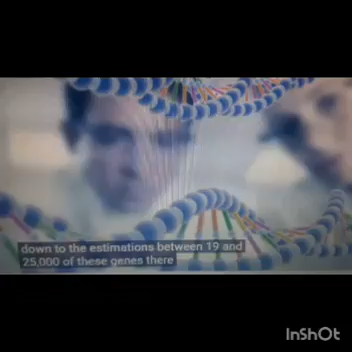 down to the estimations between 19 and
25,000 of these genes there
InShOt